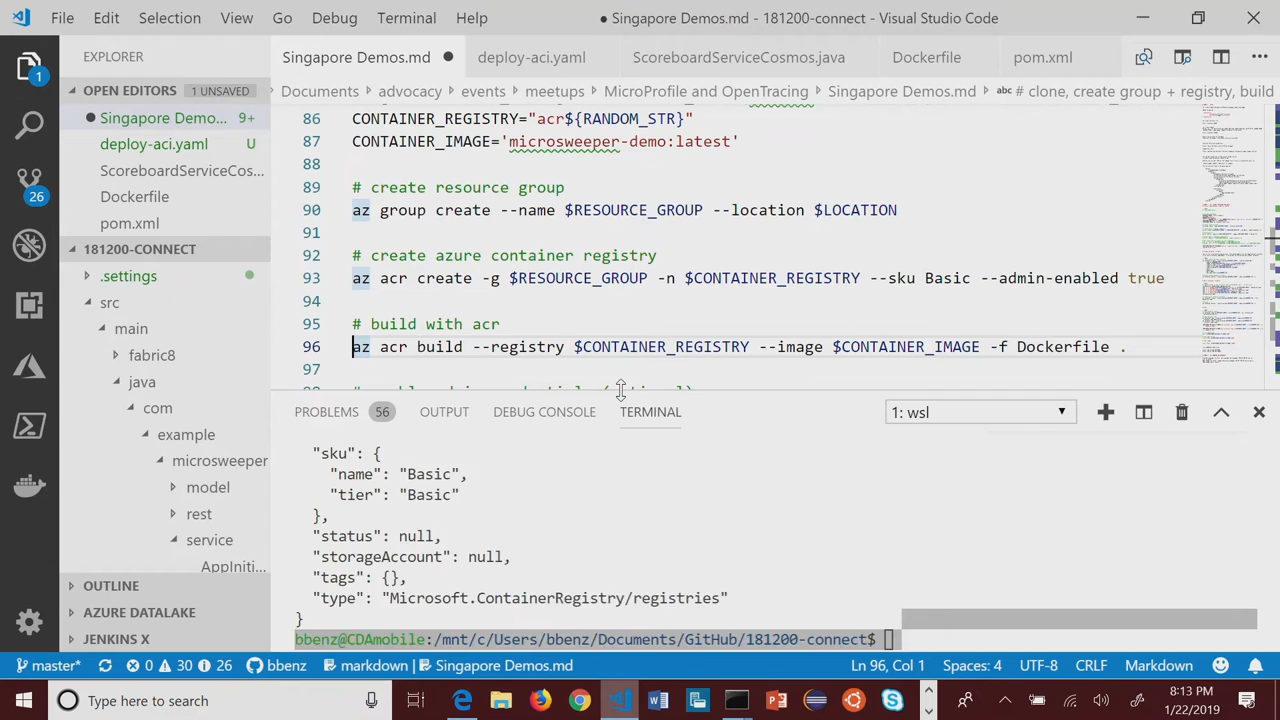 File Edit Selection View Go Debug Terminal Help
● Singapore Demos.md - 181200-connect - Visual Studio Code
EXPLORER
Singapore Demos.md
deploy-aci.yaml
ScoreboardServiceCosmos.java
Dockerfile
pom.xml
OPEN EDITORS 1 UNSAVED
Documents advocacy events meetups MicroProfile and OpenTracing Singapore Demos.md abc # clone, create group + registry, build
1
Singapore Demo... 9+
deploy-aci.yaml U
ScoreboardServiceCos...
Dockerfile
pom.xml
26
181200-CONNECT
.settings
src
main
fabric8
java
com
example
microsweeper
model
rest
service
AppIniti
OUTLINE
AZURE DATALAKE
JENKINS X
86 CONTAINER_REGISTRY="acr${RANDOM_STR}"
87 CONTAINER_IMAGE='microsweeper-demo:latest'
88
89 # create resource group
90 az group create --name $RESOURCE_GROUP --location $LOCATION
91
92 # create azure container registry
93 az acr create -g $RESOURCE_GROUP -n $CONTAINER_REGISTRY --sku Basic --admin-enabled true
94
95 # build with acr
96 az acr build --registry $CONTAINER_REGISTRY --image $CONTAINER_IMAGE -f Dockerfile .
97
PROBLEMS 56 OUTPUT DEBUG CONSOLE TERMINAL
1: wsl
"sku": {
"name": "Basic",
"tier": "Basic"
},
"status": null,
"storageAccount": null,
"tags": {},
"type": "Microsoft.ContainerRegistry/registries"
}
bbenz@CDAmobile:/mnt/c/Users/bbenz/Documents/GitHub/181200-connect$
master* 0 30 26 bbenz markdown | Singapore Demos.md
Ln 96, Col 1 Spaces: 4 UTF-8 CRLF Markdown
Type here to search
8:13 PM
1/22/2019